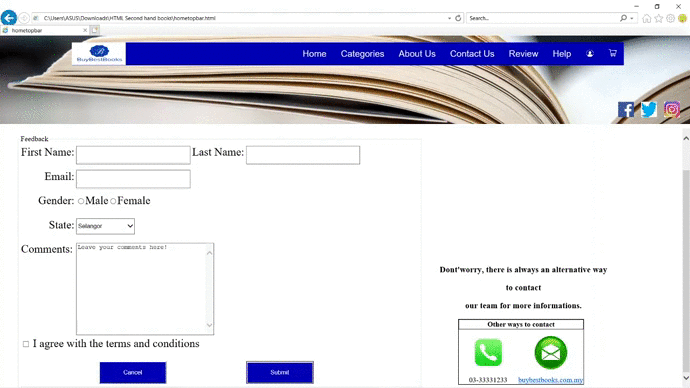 C:\Users\ASUS\Downloads\HTML Second hand books\hometopbar.html
Search...
hometopbar
BuyBestBooks
Home Categories About Us Contact Us Review Help
Feedback
First Name: Last Name:
Email:
Gender: Male Female
State: Selangor
Comments: Leave your comments here!
I agree with the terms and conditions
Cancel Submit
Dont'worry, there is always an alternative way
to contact
our team for more informations.
Other ways to contact
03-33331233 buybestbooks.com.my